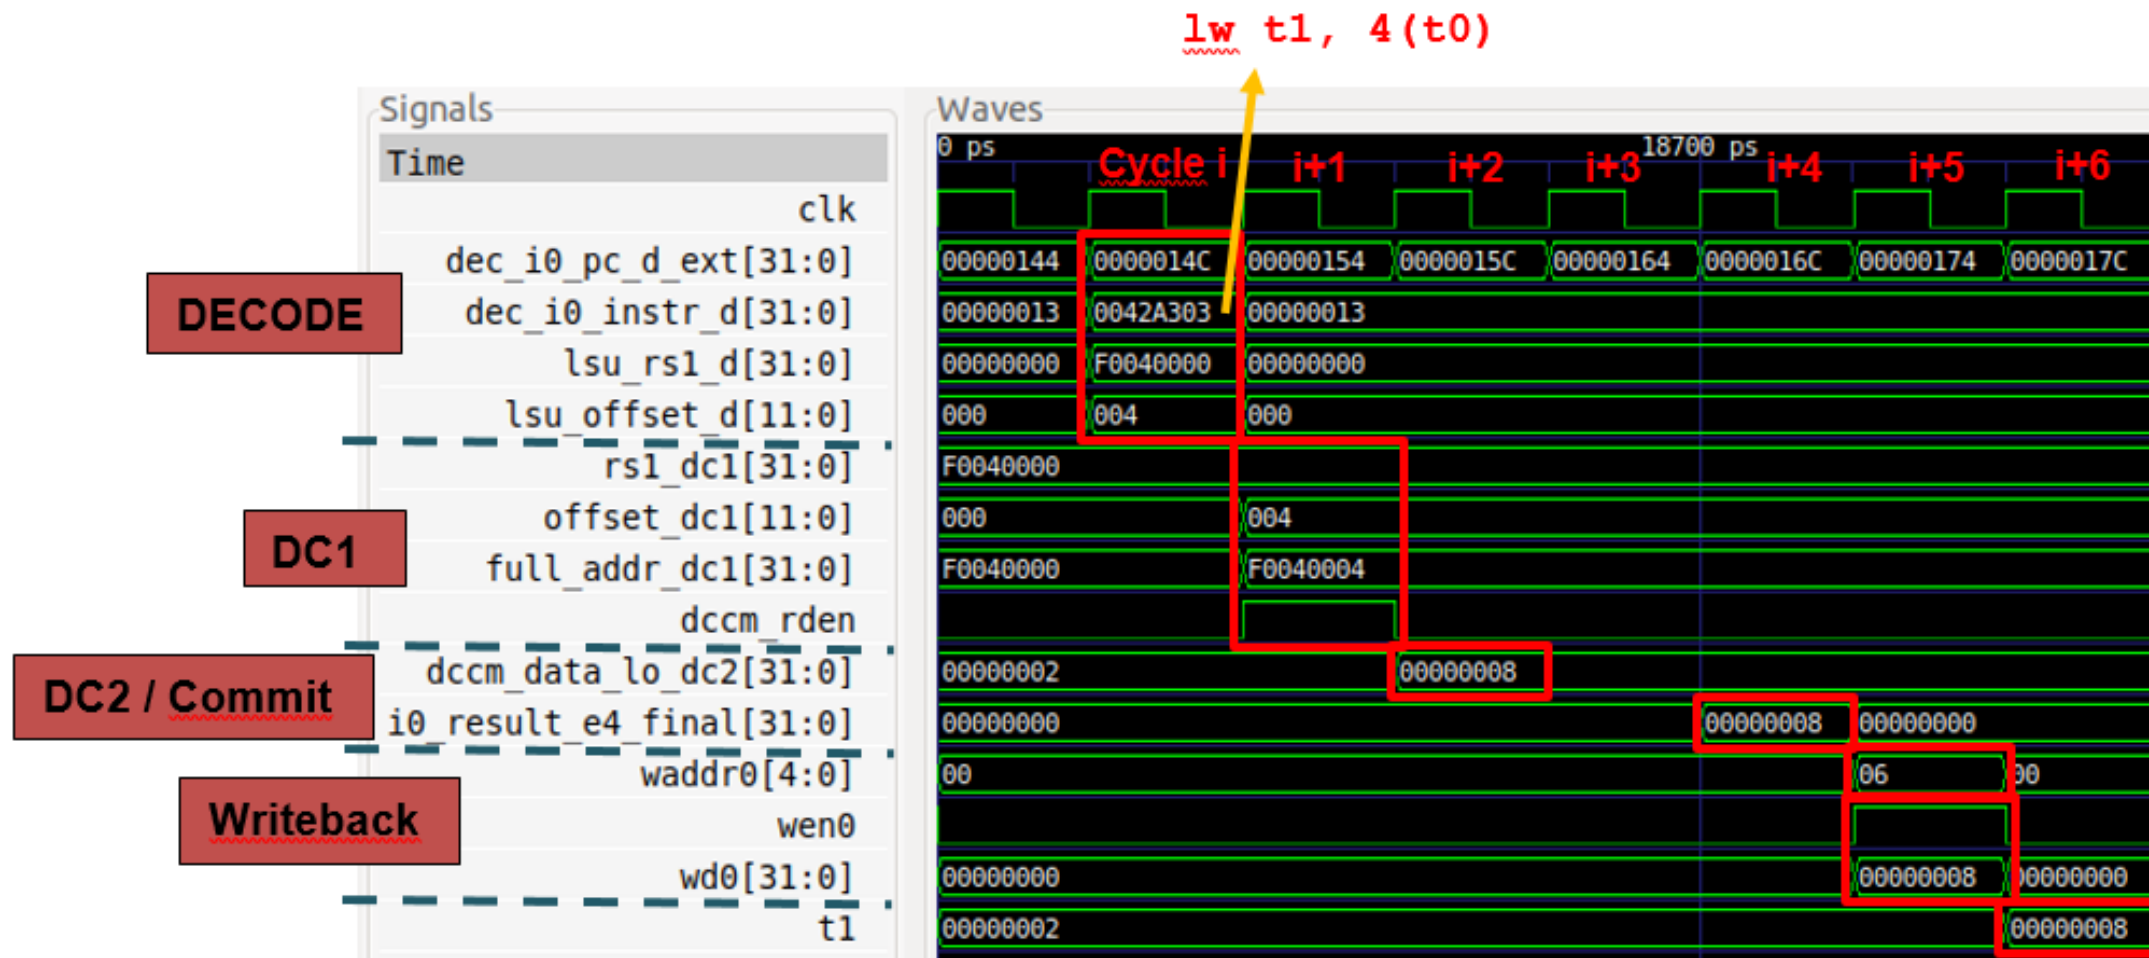 lw t1, 4(t0)
Signals
Waves
Time
0 ps
18700 ps
Cycle i
i+1
i+2
i+3
i+4
i+5
i+6
clk
DECODE
dec_i0_pc_d_ext[31:0]
00000144 0000014C 00000154 0000015C 00000164 0000016C 00000174 0000017C
dec_i0_instr_d[31:0]
00000013 0042A303 00000013
lsu_rs1_d[31:0]
00000000 F0040000 00000000
lsu_offset_d[11:0]
000 004 000
DC1
rs1_dc1[31:0]
F0040000
offset_dc1[11:0]
000 004
full_addr_dc1[31:0]
F0040000 F0040004
dccm_rden
DC2 / Commit
dccm_data_lo_dc2[31:0]
00000002 00000008
i0_result_e4_final[31:0]
00000000 00000008 00000000
Writeback
waddr0[4:0]
00 06 00
wen0
wd0[31:0]
00000000 00000008 00000000
t1
00000002 00000008